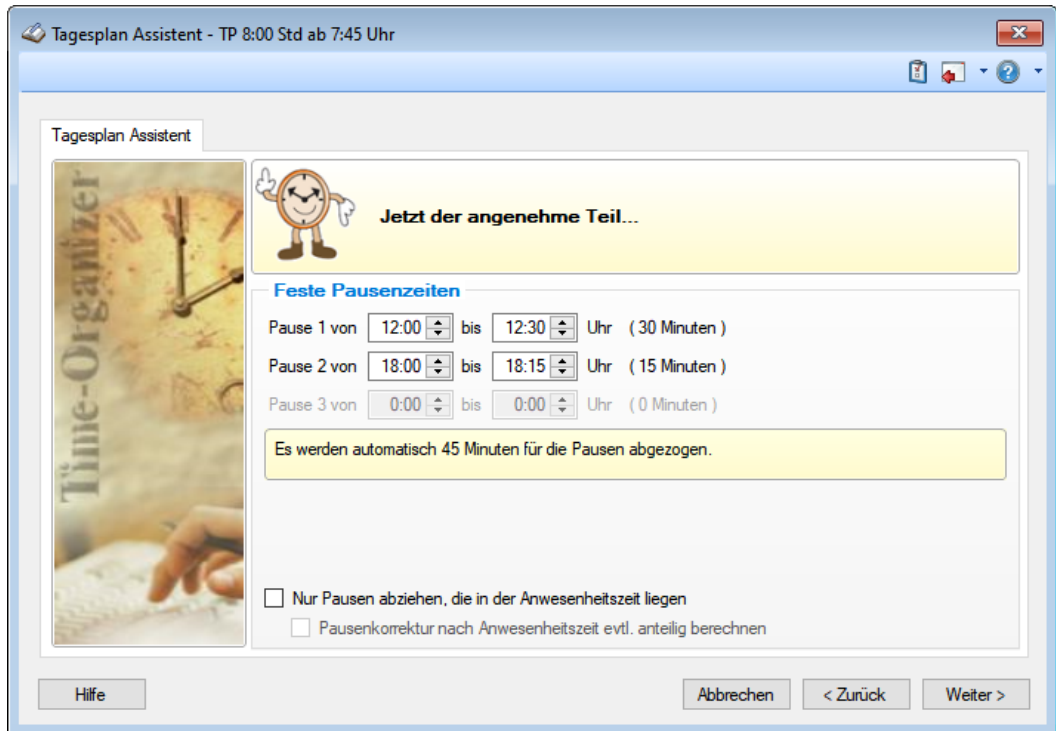 Tagesplan Assistent - TP 8:00 Std ab 7:45 Uhr
Tagesplan Assistent
Time-Organizer
Jetzt der angenehme Teil...
Feste Pausenzeiten
Pause 1 von 12:00 bis 12:30 Uhr ( 30 Minuten )
Pause 2 von 18:00 bis 18:15 Uhr ( 15 Minuten )
Pause 3 von 0:00 bis 0:00 Uhr ( 0 Minuten )
Es werden automatisch 45 Minuten für die Pausen abgezogen.
Nur Pausen abziehen, die in der Anwesenheitszeit liegen
Pausenkorrektur nach Anwesenheitszeit evtl. anteilig berechnen
Hilfe Abbrechen < Zurück Weiter >